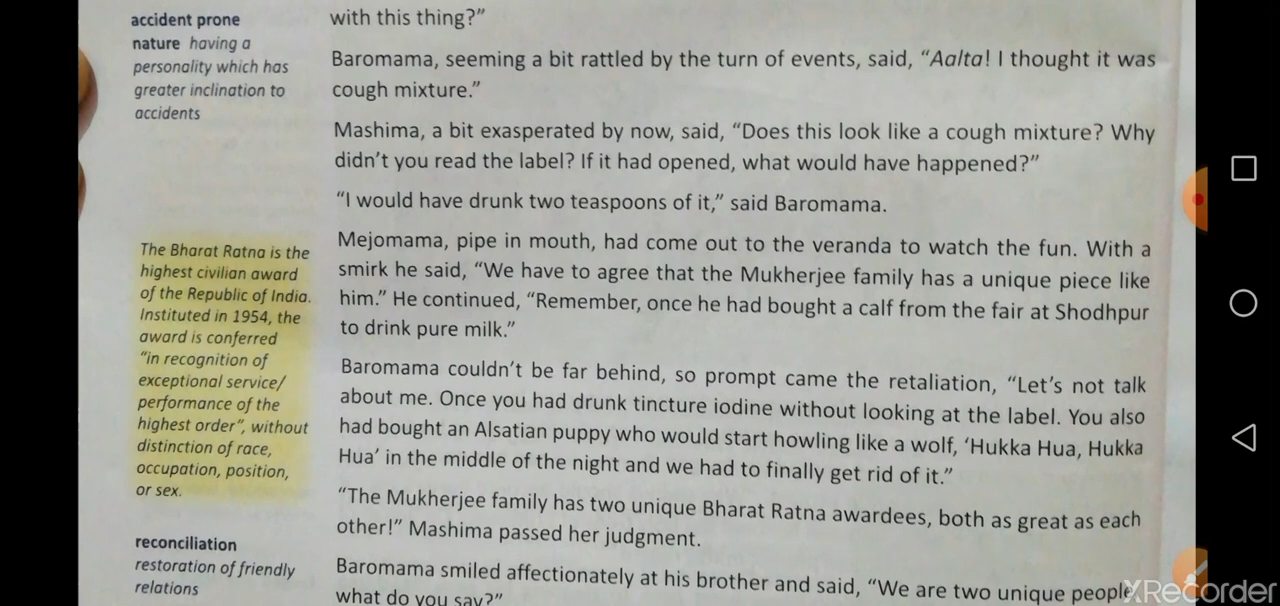 accident prone
nature having a
personality which has
greater inclination to
accidents
The Bharat Ratna is the
highest civilian award
of the Republic of India.
Instituted in 1954, the
award is conferred
"in recognition of
exceptional service/
performance of the
highest order", without
distinction of race,
occupation, position,
or sex.
reconciliation
restoration of friendly
relations
with this thing?"
Baromama, seeming a bit rattled by the turn of events, said, "Aalta! I thought it was
cough mixture."
Mashima, a bit exasperated by now, said, "Does this look like a cough mixture? Why
didn't you read the label? If it had opened, what would have happened?"
"I would have drunk two teaspoons of it," said Baromama.
Mejomama, pipe in mouth, had come out to the veranda to watch the fun. With a
smirk he said, "We have to agree that the Mukherjee family has a unique piece like
him." He continued, "Remember, once he had bought a calf from the fair at Shodhpur
to drink pure milk."
Baromama couldn't be far behind, so prompt came the retaliation, "Let's not talk
about me. Once you had drunk tincture iodine without looking at the label. You also
had bought an Alsatian puppy who would start howling like a wolf, 'Hukka Hua, Hukka
Hua' in the middle of the night and we had to finally get rid of it."
"The Mukherjee family has two unique Bharat Ratna awardees, both as great as each
other!" Mashima passed her judgment.
Baromama smiled affectionately at his brother and said, "We are two unique people
what do you say?"
XRecorder